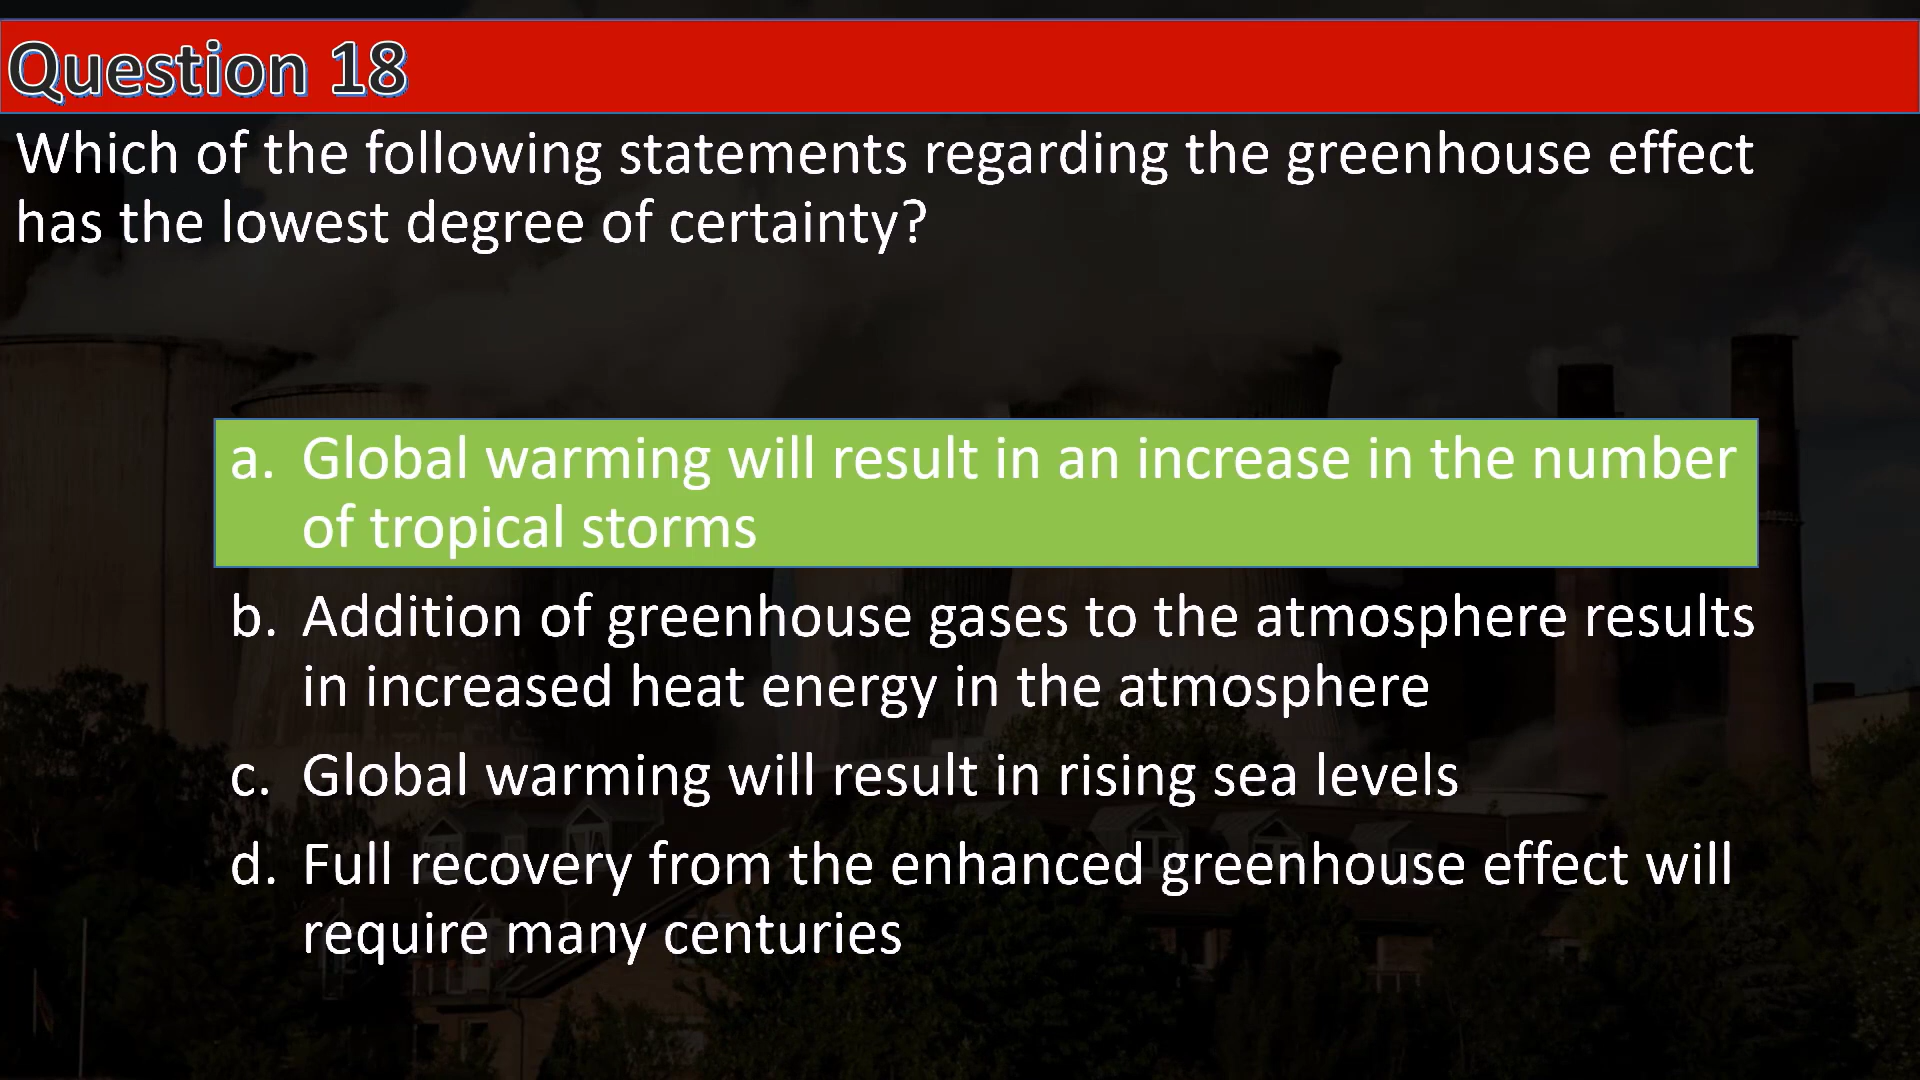 Question 18
Which of the following statements regarding the greenhouse effect
has the lowest degree of certainty?
a. Global warming will result in an increase in the number
of tropical storms
b. Addition of greenhouse gases to the atmosphere results
in increased heat energy in the atmosphere
c. Global warming will result in rising sea levels
d. Full recovery from the enhanced greenhouse effect will
require many centuries